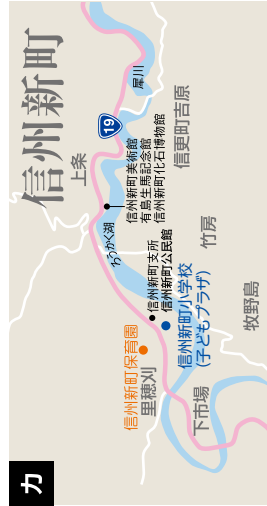 信州新町
19
犀川
信更町吉原
上条
信州新町美術館
有島生馬記念館
信州新町化石博物館
ろうかく湖
竹房
信州新町支所
信州新町公民館
信州新町小学校
(子どもプラザ)
牧野島
信州新町保育園
里穂刈
下市場
カ